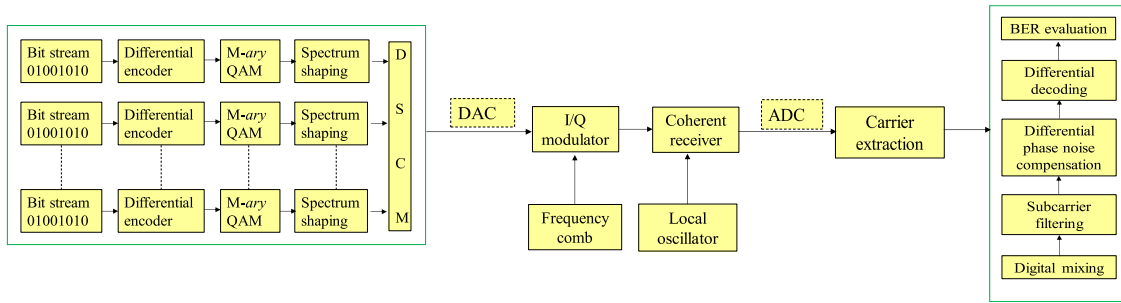 Bit stream
01001010
Differential
encoder
M-ary
QAM
Spectrum
shaping
Bit stream
01001010
Differential
encoder
M-ary
QAM
Spectrum
shaping
Bit stream
01001010
Differential
encoder
M-ary
QAM
Spectrum
shaping
D
S
C
M
DAC
I/Q
modulator
Frequency
comb
Coherent
receiver
Local
oscillator
ADC
Carrier
extraction
BER evaluation
Differential
decoding
Differential
phase noise
compensation
Subcarrier
filtering
Digital mixing